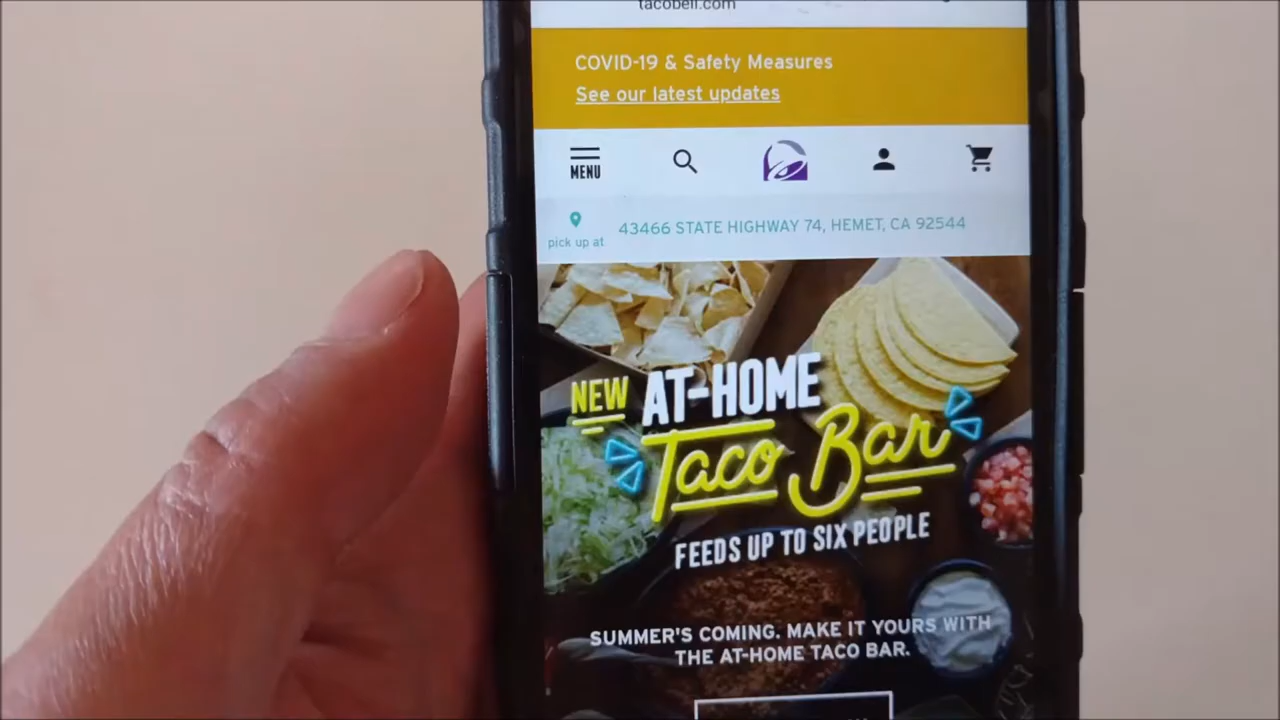 tacobell.com
COVID-19 & Safety Measures
See our latest updates
MENU
pick up at
43466 STATE HIGHWAY 74, HEMET, CA 92544
NEW AT-HOME
Taco Bar
FEEDS UP TO SIX PEOPLE
SUMMER'S COMING. MAKE IT YOURS WITH
THE AT-HOME TACO BAR.